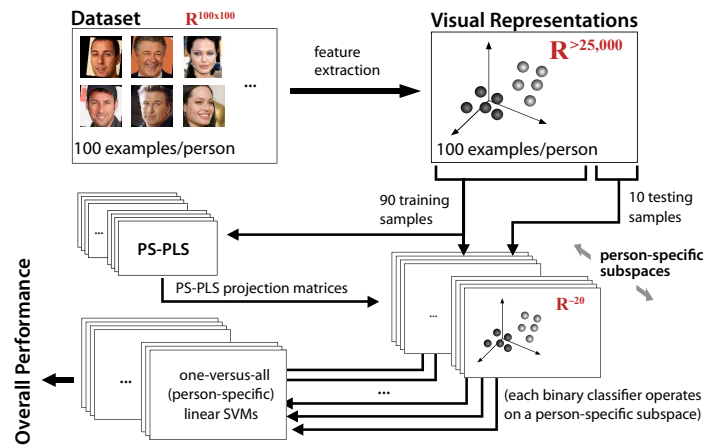 Dataset
R100x100
...
100 examples/person
feature
extraction
Visual Representations
R>25,000
100 examples/person
90 training
samples
10 testing
samples
...
PS-PLS
person-specific
subspaces
PS-PLS projection matrices
...
R~20
Overall Performance
...
one-versus-all
(person-specific)
linear SVMs
...
(each binary classifier operates
on a person-specific subspace)